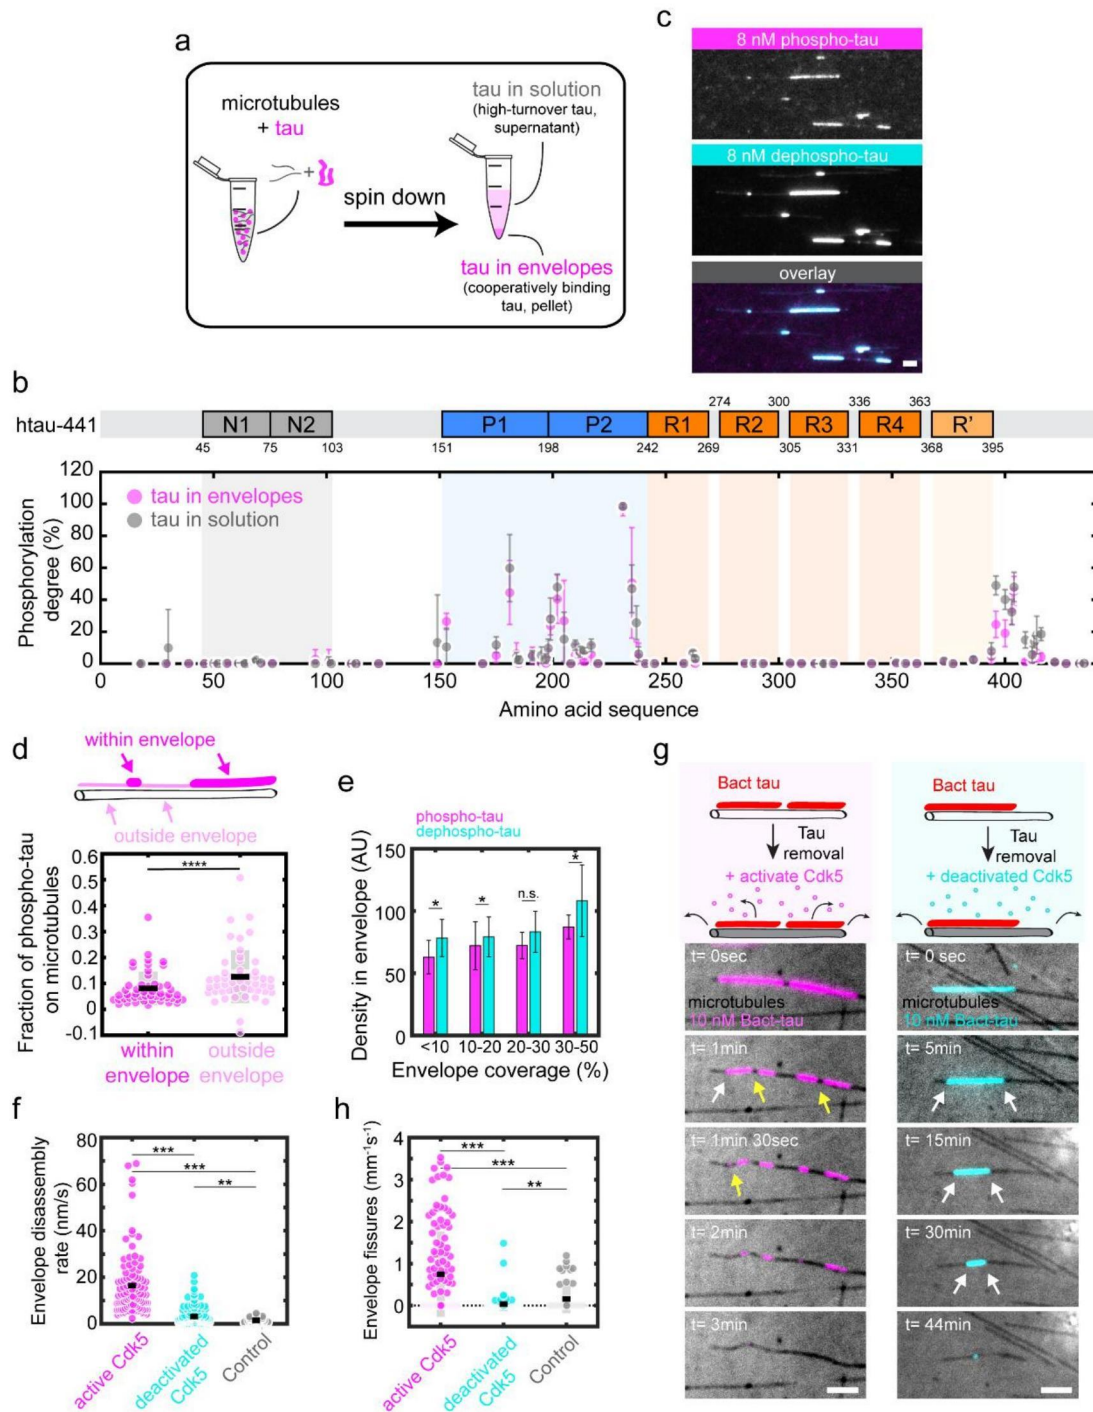 a
microtubules
+ tau
+
spin down
tau in solution
(high-turnover tau,
supernatant)
tau in envelopes
(cooperatively binding
tau, pellet)
c
8 nM phospho-tau
8 nM dephospho-tau
overlay
b
274 300 336 363
htau-441 N1 N2 P1 P2 R1 R2 R3 R4 R'
45 75 103 151 198 242 269 305 331 368 395
Phosphorylation
degree (%)
120
100
80
60
40
20
0
tau in envelopes
tau in solution
0 50 100 150 200 250 300 350 400
Amino acid sequence
d
within envelope
outside envelope
Fraction of phospho-tau
on microtubules
0.6
0.5
0.4
0.3
0.2
0.1
0
-0.1
****
within
envelope
outside
envelope
e
phospho-tau
dephospho-tau
Density in envelope (AU)
150
100
50
0
* * n.s. *
<10 10-20 20-30 30-50
Envelope coverage (%)
f
Envelope disassembly
rate (nm/s)
80
60
40
20
0
***
***
**
active Cdk5
deactivated
Cdk5
Control
h
Envelope fissures (mm⁻¹s⁻¹)
4
3
2
1
0
***
***
**
active Cdk5
deactivated
Cdk5
Control
g
Bact tau
Tau
removal
+ activate Cdk5
t= 0sec
microtubules
10 nM Bact-tau
t= 1min
t= 1min 30sec
t= 2min
t= 3min
Bact tau
Tau
removal
+ deactivated Cdk5
t= 0 sec
microtubules
10 nM Bact-tau
t= 5min
t= 15min
t= 30min
t= 44min